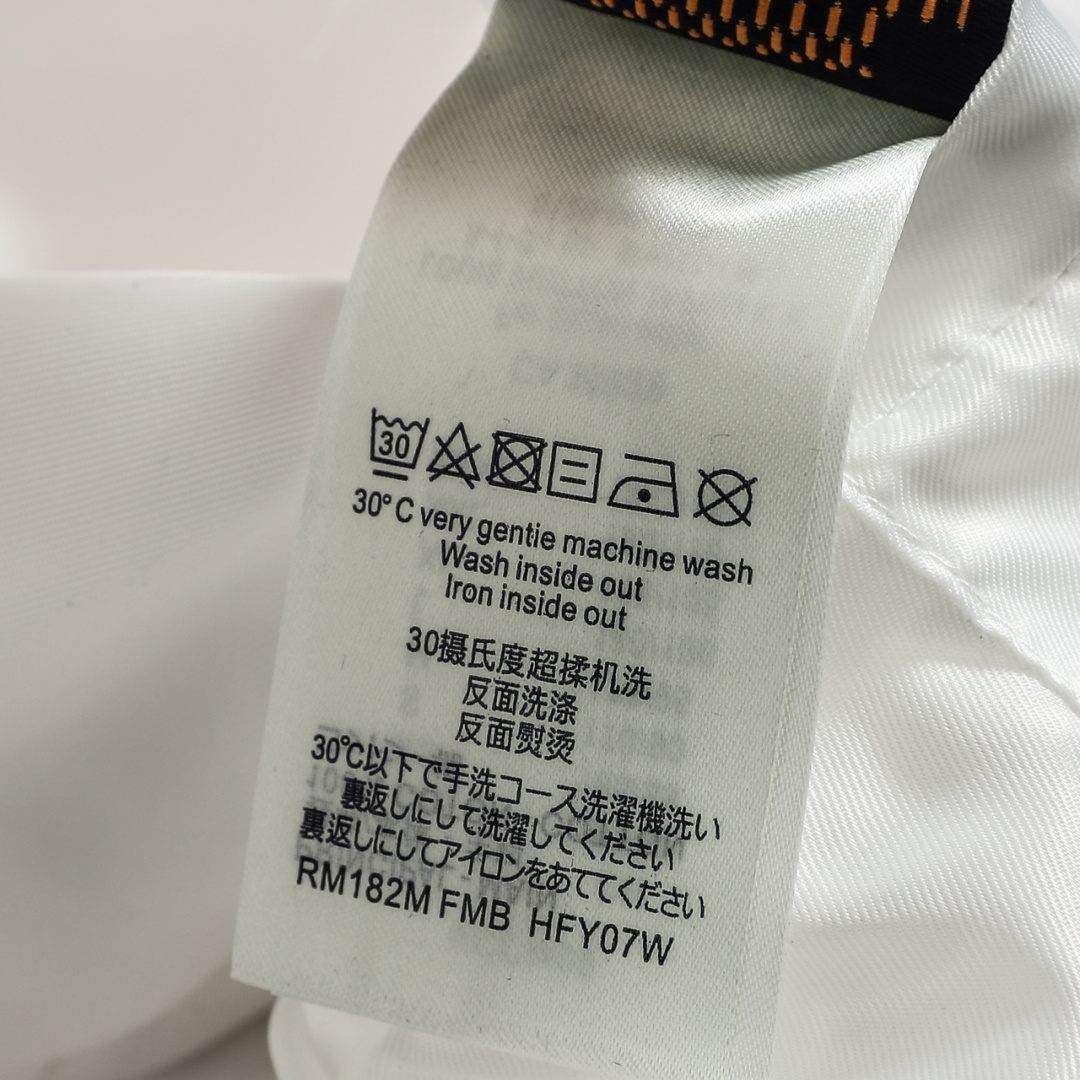 30
30°C very gentie machine wash
Wash inside out
Iron inside out
30摄氏度超揉机洗
反面洗涤
反面熨烫
30℃以下で手洗コース洗濯機洗い
裏返しにして洗濯してください
裏返しにしてアイロンをあててください
RM182M FMB HFY07W